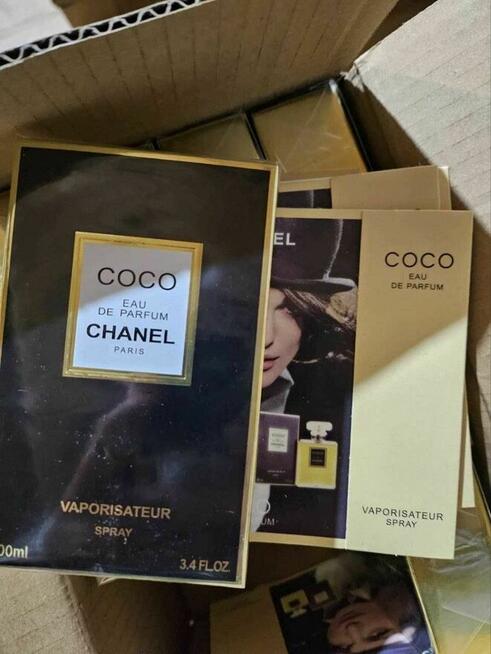 COCO
EAU
DE PARFUM
CHANEL
PARIS
VAPORISATEUR
SPRAY
00ml
3.4 FL.OZ
EL
COCO
EAU
DE PARFUM
VAPORISATEUR
SPRAY